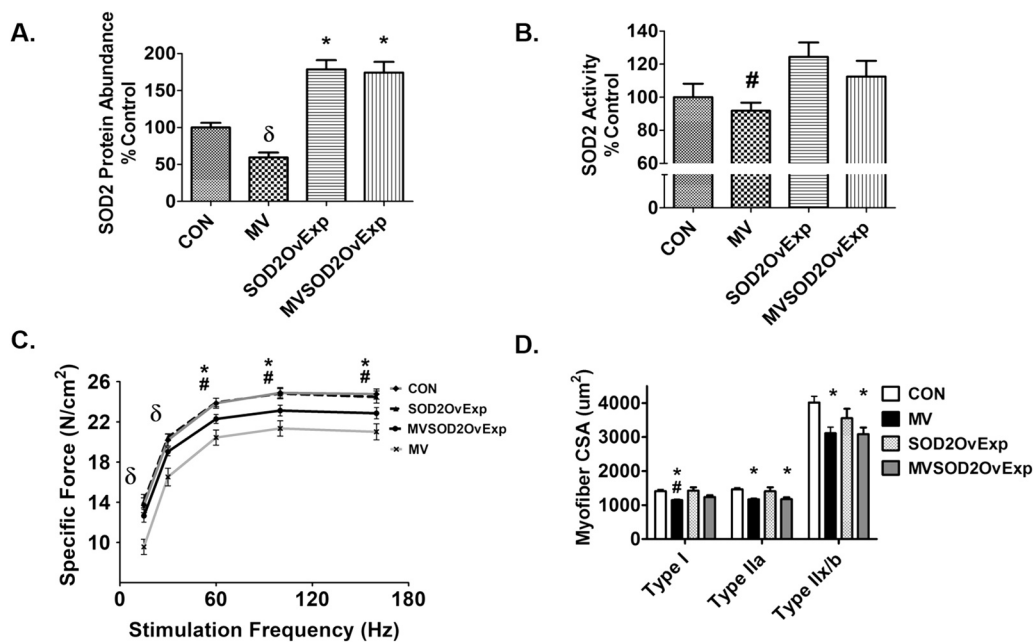 A.
SOD2 Protein Abundance
% Control
200
150
100
50
0
δ
*
*
CON
MV
SOD2OvExp
MVSOD2OvExp
B.
SOD2 Activity
% Control
140
120
100
80
60
0
#
CON
MV
SOD2OvExp
MVSOD2OvExp
C.
Specific Force (N/cm²)
26
22
18
14
10
δ
δ
*
#
*
#
*
#
0
60
120
180
Stimulation Frequency (Hz)
CON
SOD2OvExp
MVSOD2OvExp
MV
D.
Myofiber CSA (um²)
4000
3000
2000
1000
0
*
#
*
*
*
*
Type I
Type IIa
Type IIx/b
CON
MV
SOD2OvExp
MVSOD2OvExp